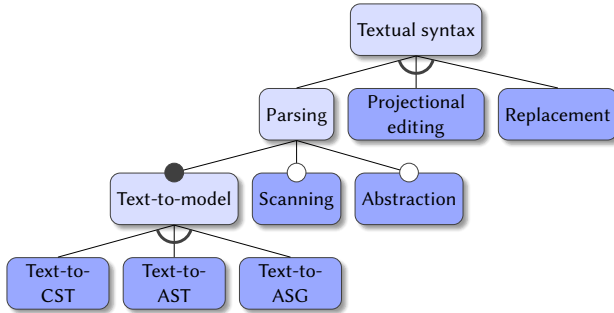 Textual syntax
Parsing
Projectional
editing
Replacement
Text-to-model
Scanning
Abstraction
Text-to-
CST
Text-to-
AST
Text-to-
ASG